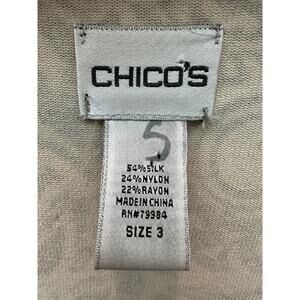 CHICO'S
5
54% SILK
24% NYLON
22% RAYON
MADE IN CHINA
RN#79984
SIZE 3